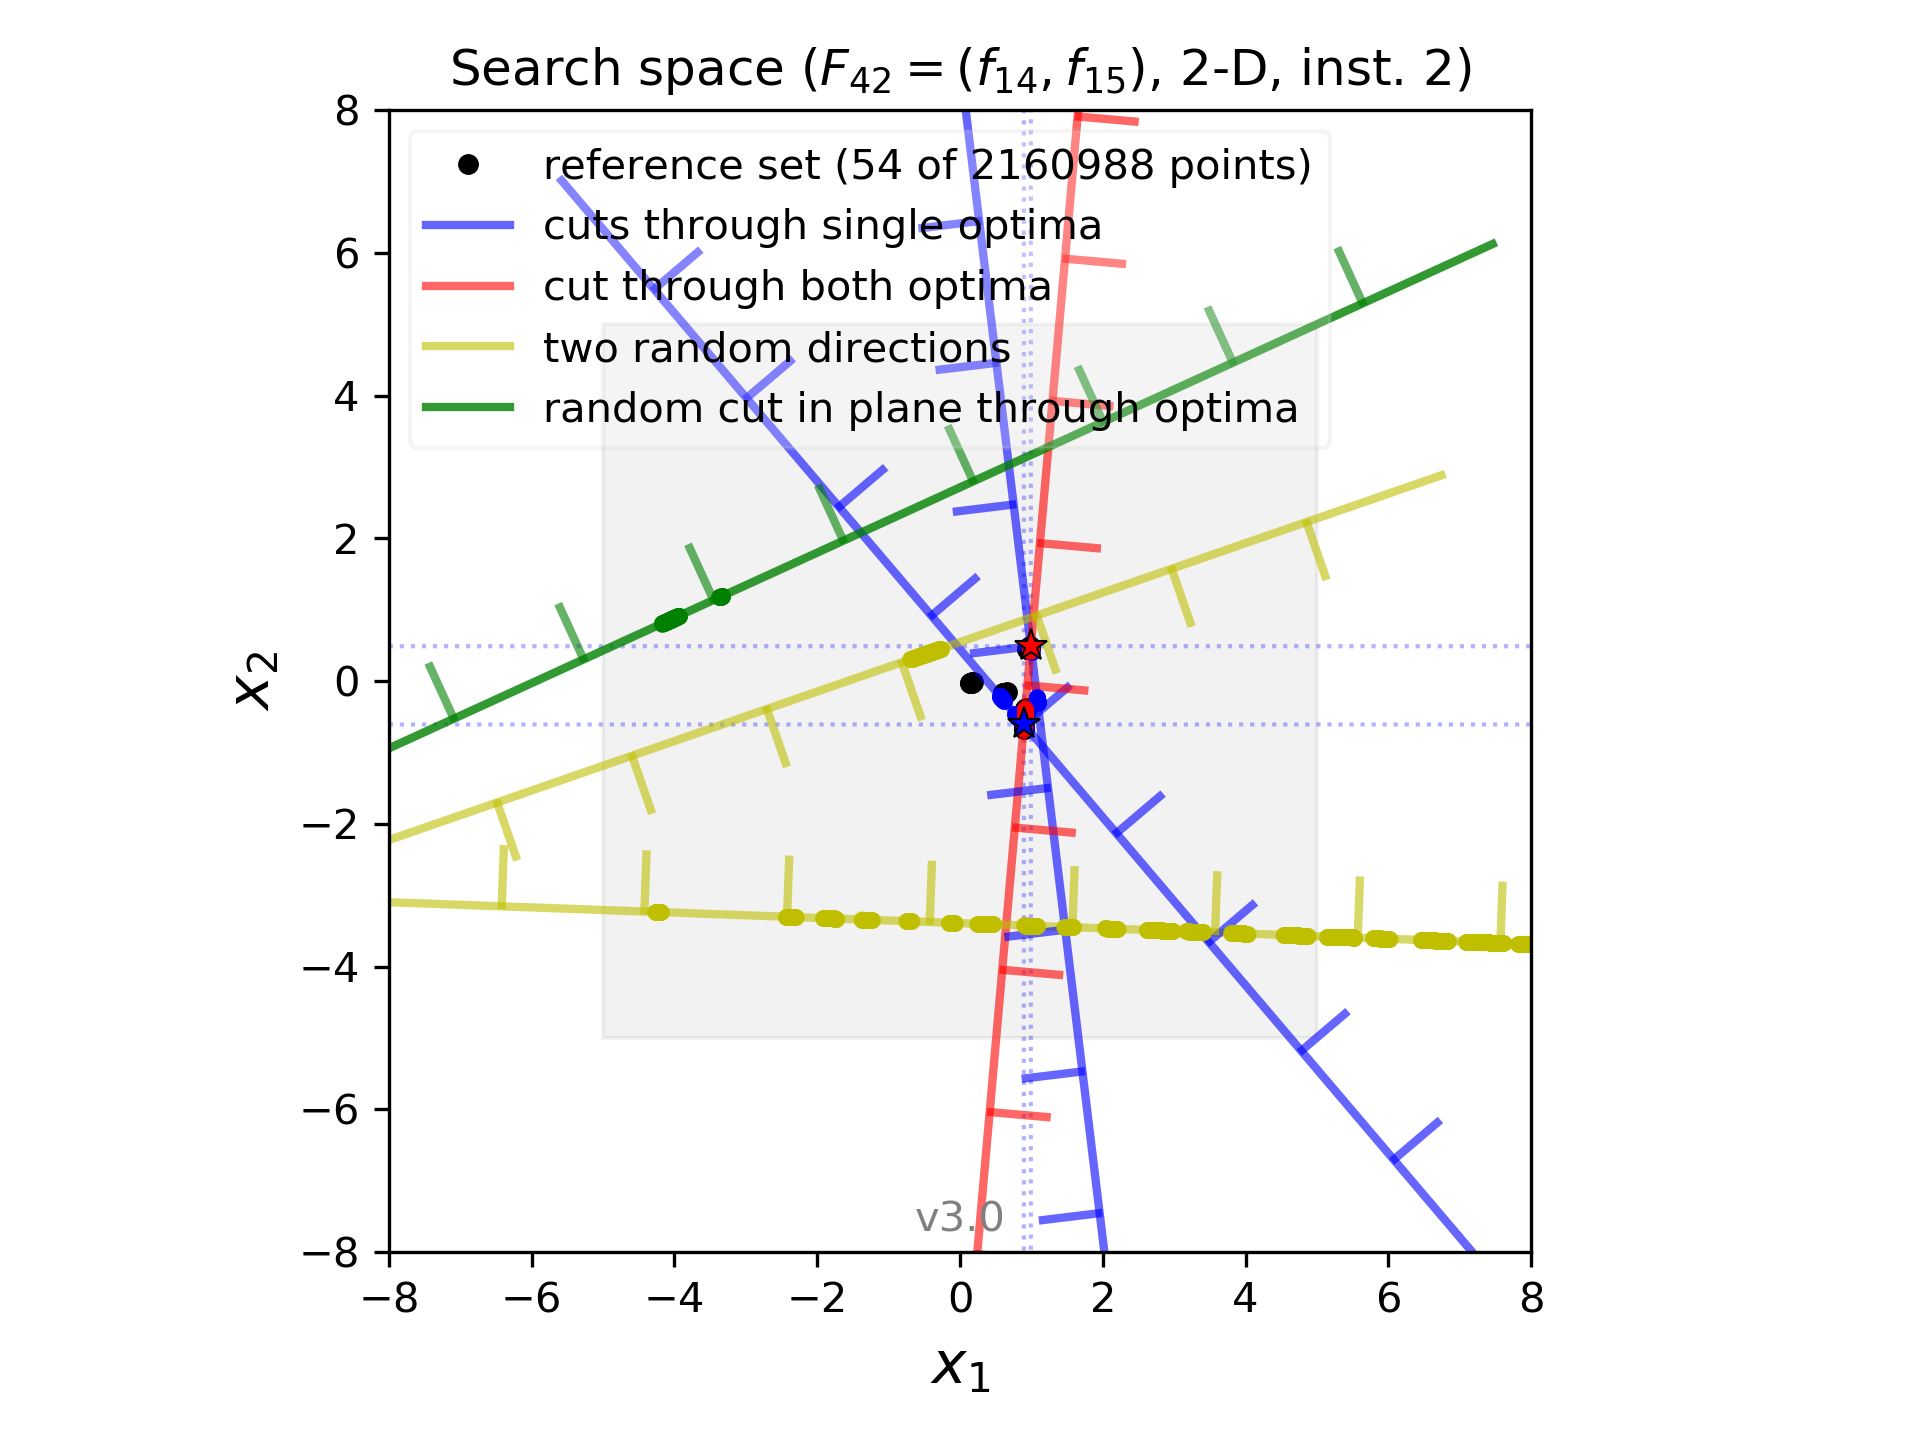 Search space (F42 = (f14, f15), 2-D, inst. 2)
reference set (54 of 2160988 points)
cuts through single optima
cut through both optima
two random directions
random cut in plane through optima
8
6
4
2
0
−2
−4
−6
−8
x2
v3.0
−8 −6 −4 −2 0 2 4 6 8
x1